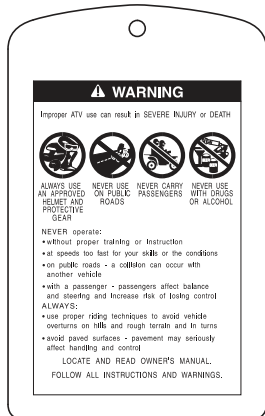 WARNING
Improper ATV use can result in SEVERE INJURY or DEATH
ALWAYS USE
AN APPROVED
HELMET AND
PROTECTIVE
GEAR
NEVER USE
ON PUBLIC
ROADS
NEVER CARRY
PASSENGERS
NEVER USE
WITH DRUGS
OR ALCOHOL
NEVER operate:
• without proper training or instruction
• at speeds too fast for your skills or the conditions
• on public roads - a collision can occur with
another vehicle
• with a passenger - passengers affect balance
and steering and increase risk of losing control
ALWAYS:
• use proper riding techniques to avoid vehicle
overturns on hills and rough terrain and in turns
• avoid paved surfaces - pavement may seriously
affect handling and control
LOCATE AND READ OWNER'S MANUAL.
FOLLOW ALL INSTRUCTIONS AND WARNINGS.